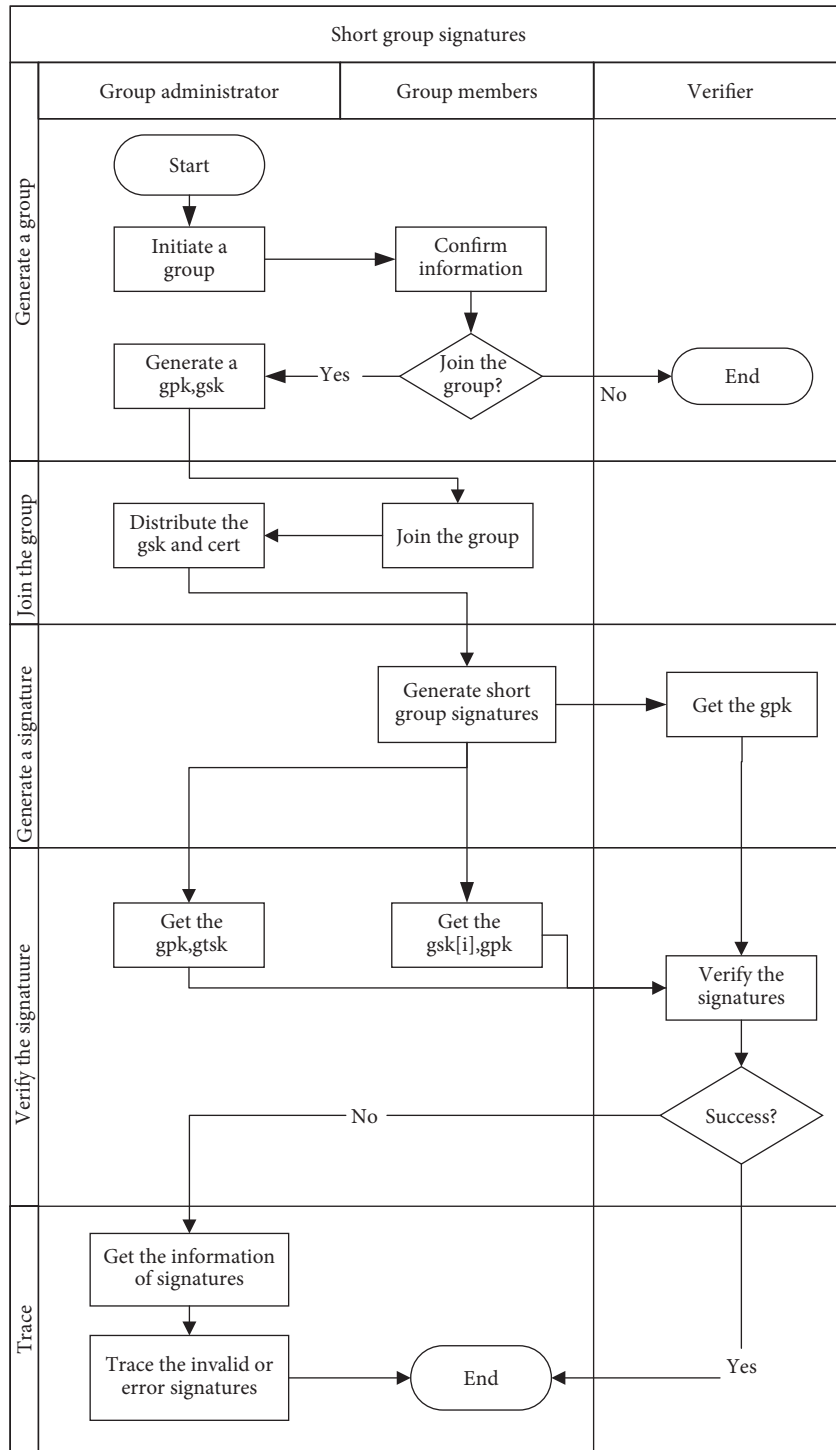 Short group signatures
Group administrator
Group members
Verifier
Generate a group
Start
Initiate a
group
Confirm
information
Generate a
gpk,gsk
Yes
Join the
group?
No
End
Join the group
Distribute the
gsk and cert
Join the group
Generate a signature
Generate short
group signatures
Get the gpk
Verify the signatuure
Get the
gpk,gtsk
Get the
gsk[i],gpk
Verify the
signatures
No
Success?
Trace
Get the information
of signatures
Trace the invalid or
error signatures
End
Yes